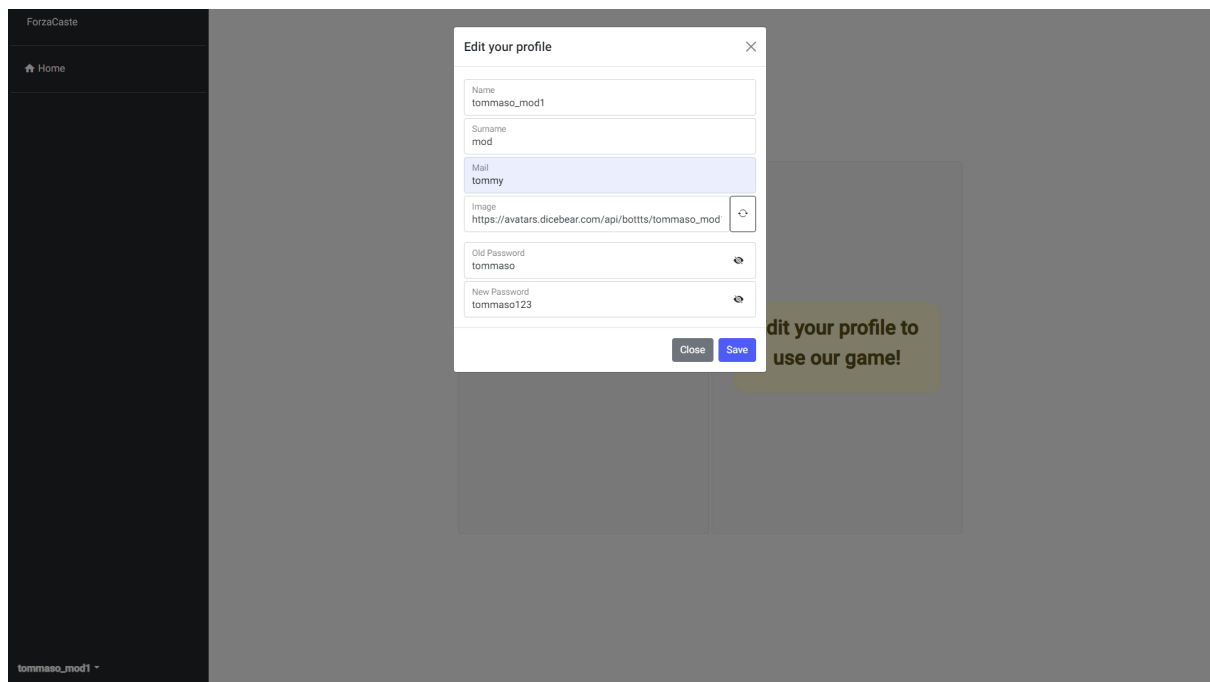 ForzaCaste
Home
Edit your profile
Name
tommaso_mod1
Surname
mod
Mail
tommy
Image
https://avatars.dicebear.com/api/bottts/tommaso_mod
Old Password
tommaso
New Password
tommaso123
Close Save
dit your profile to
use our game!
tommaso_mod1